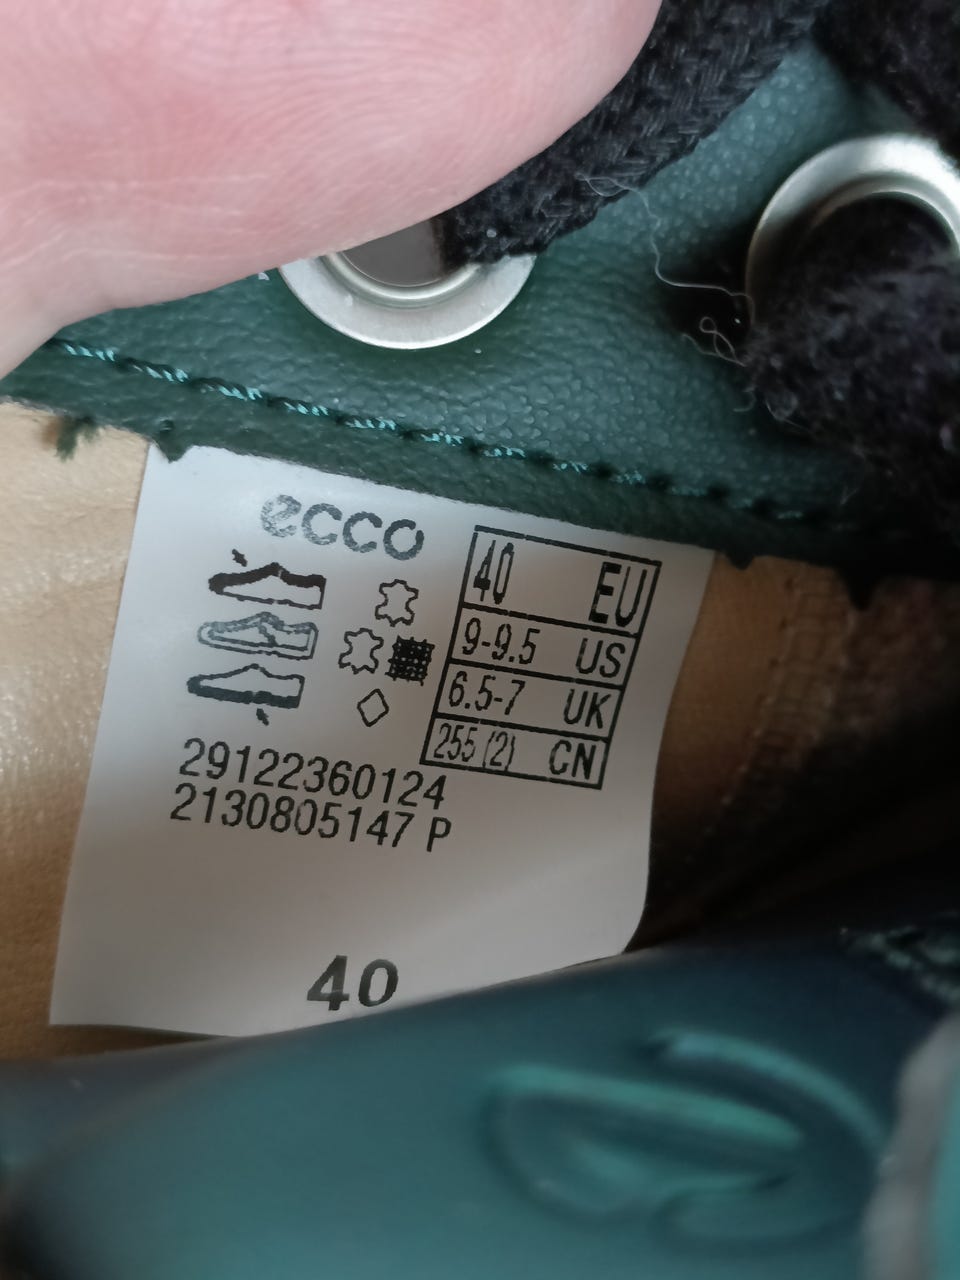 ecco
40 EU
9-9.5 US
6.5-7 UK
255 (2) CN
29122360124
2130805147 P
40